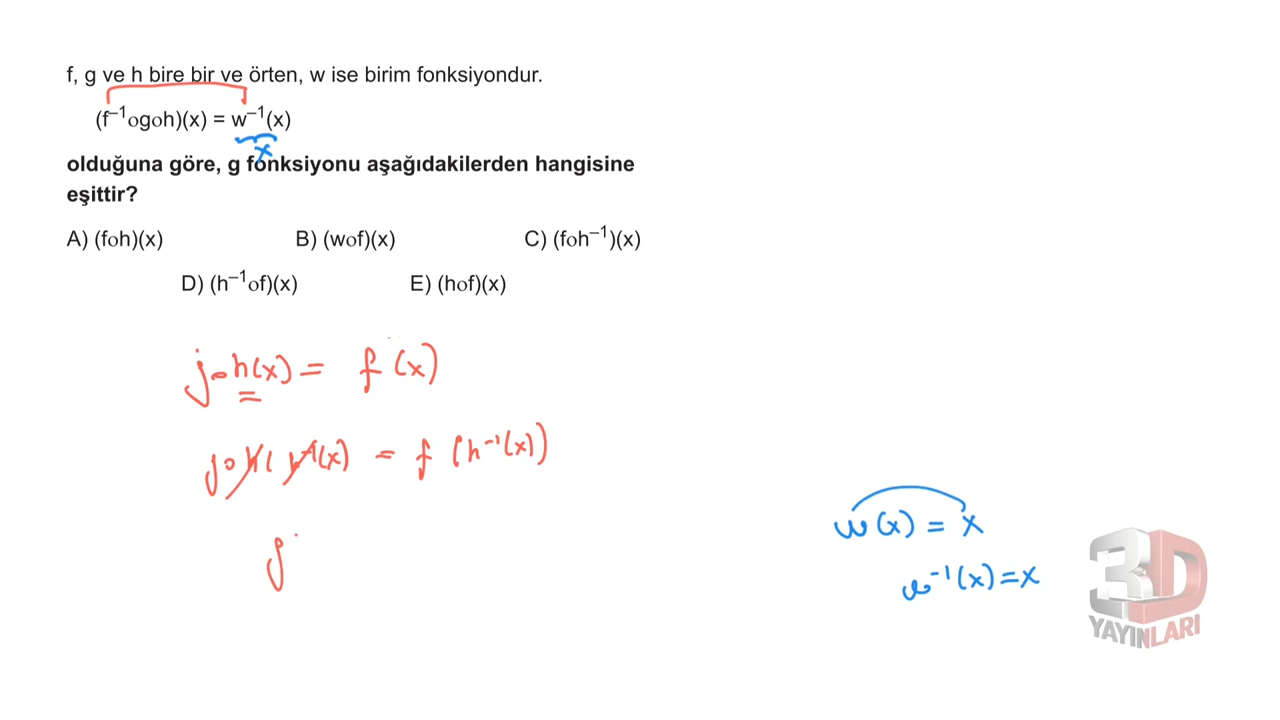 f, g ve h bire bir ve örten, w ise birim fonksiyondur.
(f⁻¹ogoh)(x) = w⁻¹(x)
x
olduğuna göre, g fonksiyonu aşağıdakilerden hangisine
eşittir?
A) (foh)(x) B) (wof)(x) C) (foh⁻¹)(x)
D) (h⁻¹of)(x) E) (hof)(x)
goh(x) = f(x)
goh(h⁻¹(x) = f(h⁻¹(x))
g
w(x) = x
w⁻¹(x) = x
3D
YAYINLARI